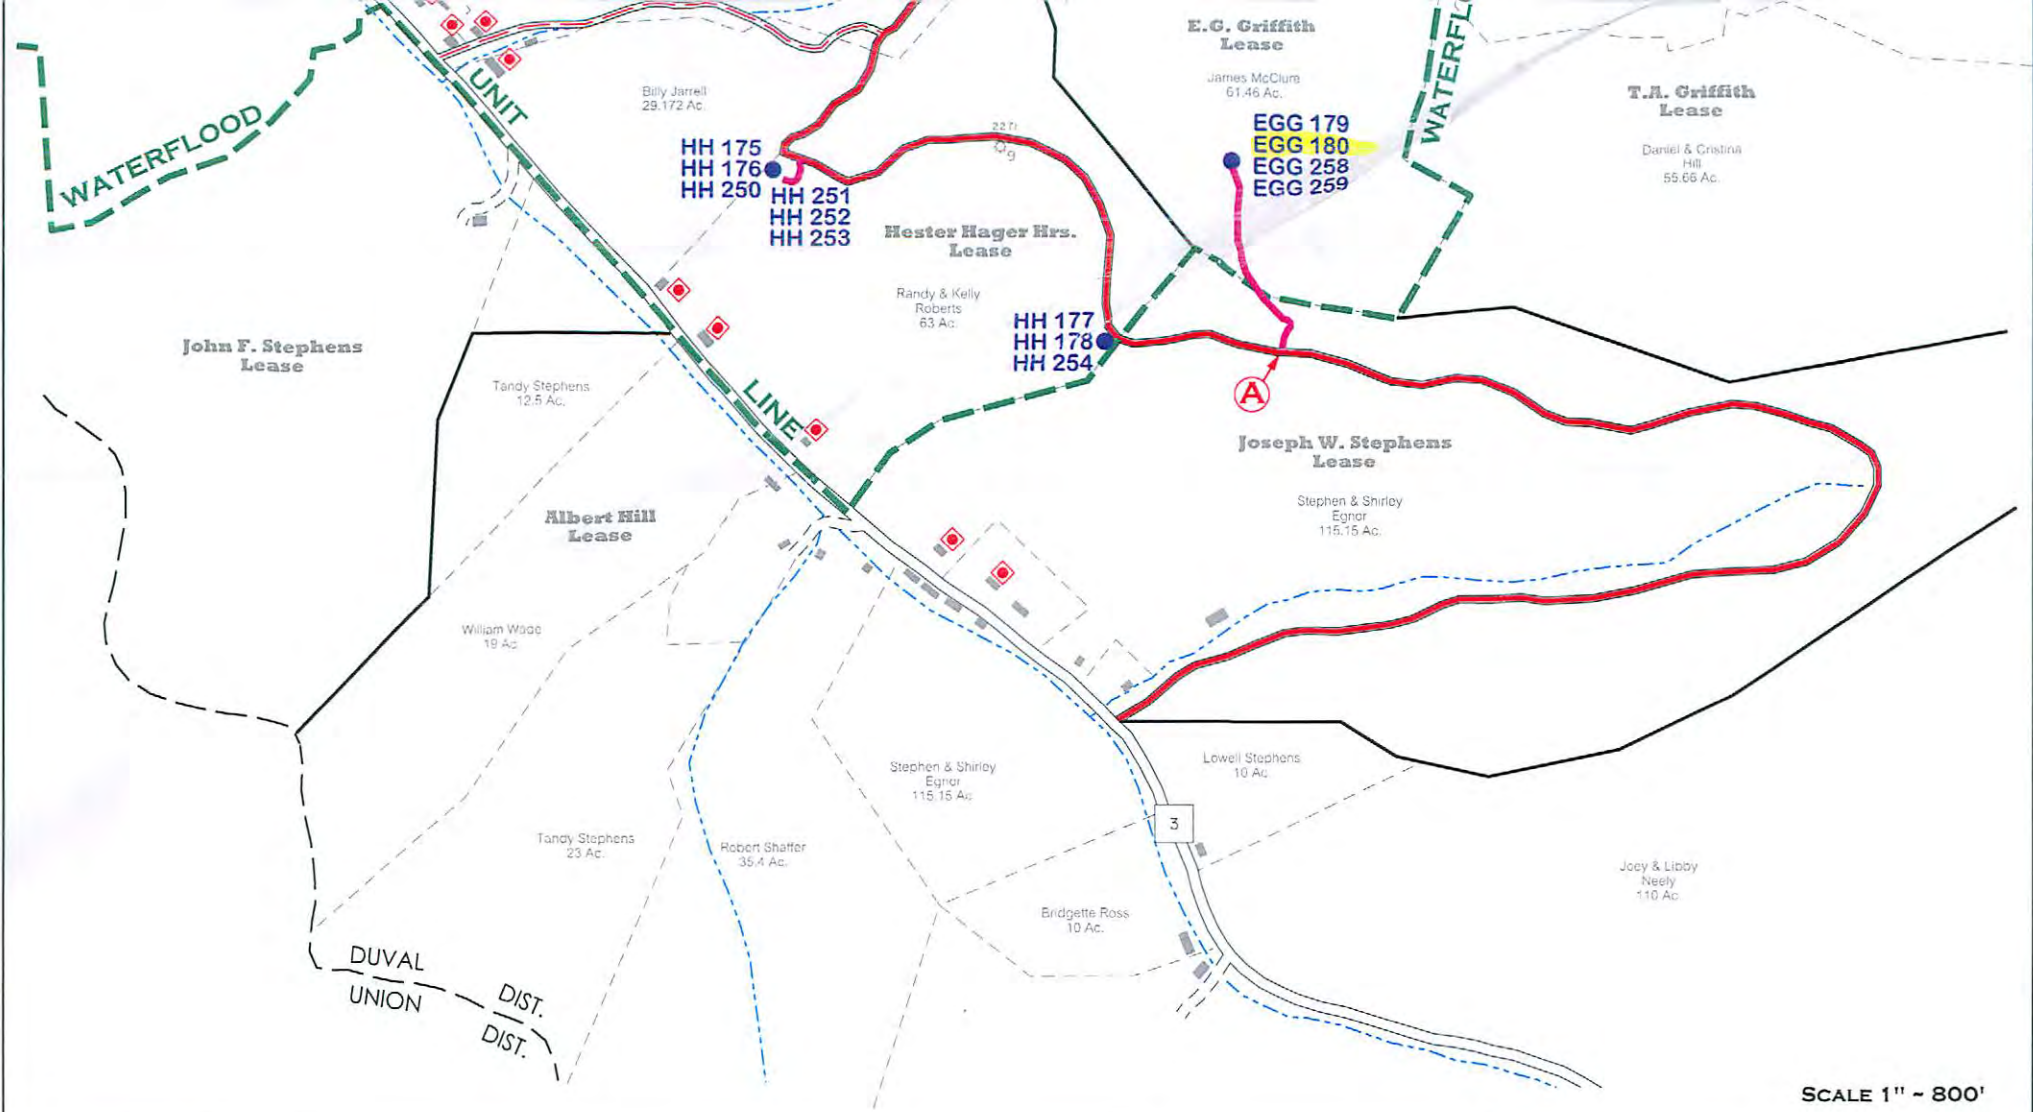 E.G. Griffith
Lease
James McClure
61.46 Ac.
WATERFLO
T.A. Griffith
Lease
Daniel & Cristina
Hill
55.66 Ac.
UNIT
WATERFLOOD
Billy Jarrell
29.172 Ac.
HH 175
HH 176
HH 250
HH 251
HH 252
HH 253
2271
9
EGG 179
EGG 180
EGG 258
EGG 259
Hester Hager Hrs.
Lease
Randy & Kelly
Roberts
63 Ac.
HH 177
HH 178
HH 254
John F. Stephens
Lease
Tandy Stephens
12.5 Ac.
LINE
A
Joseph W. Stephens
Lease
Stephen & Shirley
Egnor
115.15 Ac.
Albert Hill
Lease
William Wade
19 Ac.
Stephen & Shirley
Egnor
115.15 Ac.
Lowell Stephens
10 Ac.
3
Tandy Stephens
23 Ac.
Robert Shaffer
35.4 Ac.
Joey & Libby
Neely
110 Ac.
Bridgette Ross
10 Ac.
DUVAL DIST.
UNION DIST.
SCALE 1" ~ 800'